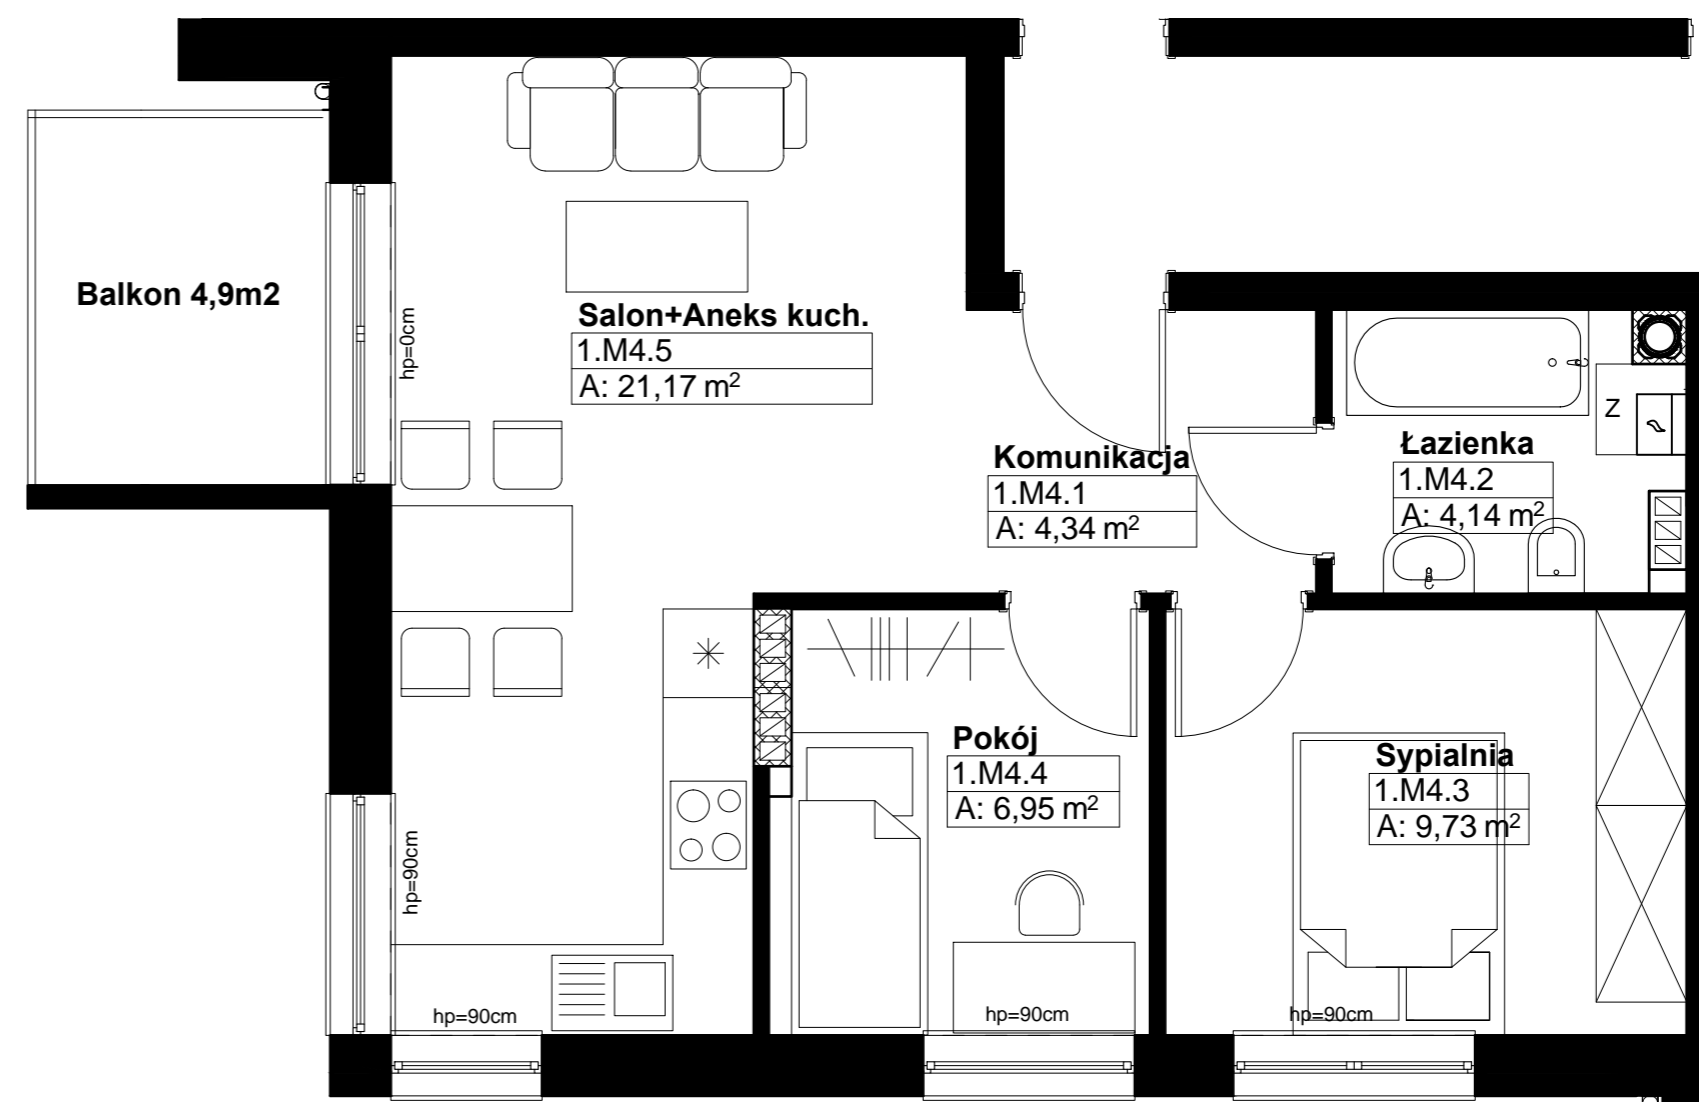 Balkon 4,9m2
hp=0cm
Salon+Aneks kuch.
1.M4.5
A: 21,17 m²
Komunikacja
1.M4.1
A: 4,34 m²
Łazienka
1.M4.2
A: 4,14 m²
Z
Pokój
1.M4.4
A: 6,95 m²
Sypialnia
1.M4.3
A: 9,73 m²
hp=90cm
hp=90cm
hp=90cm
hp=90cm